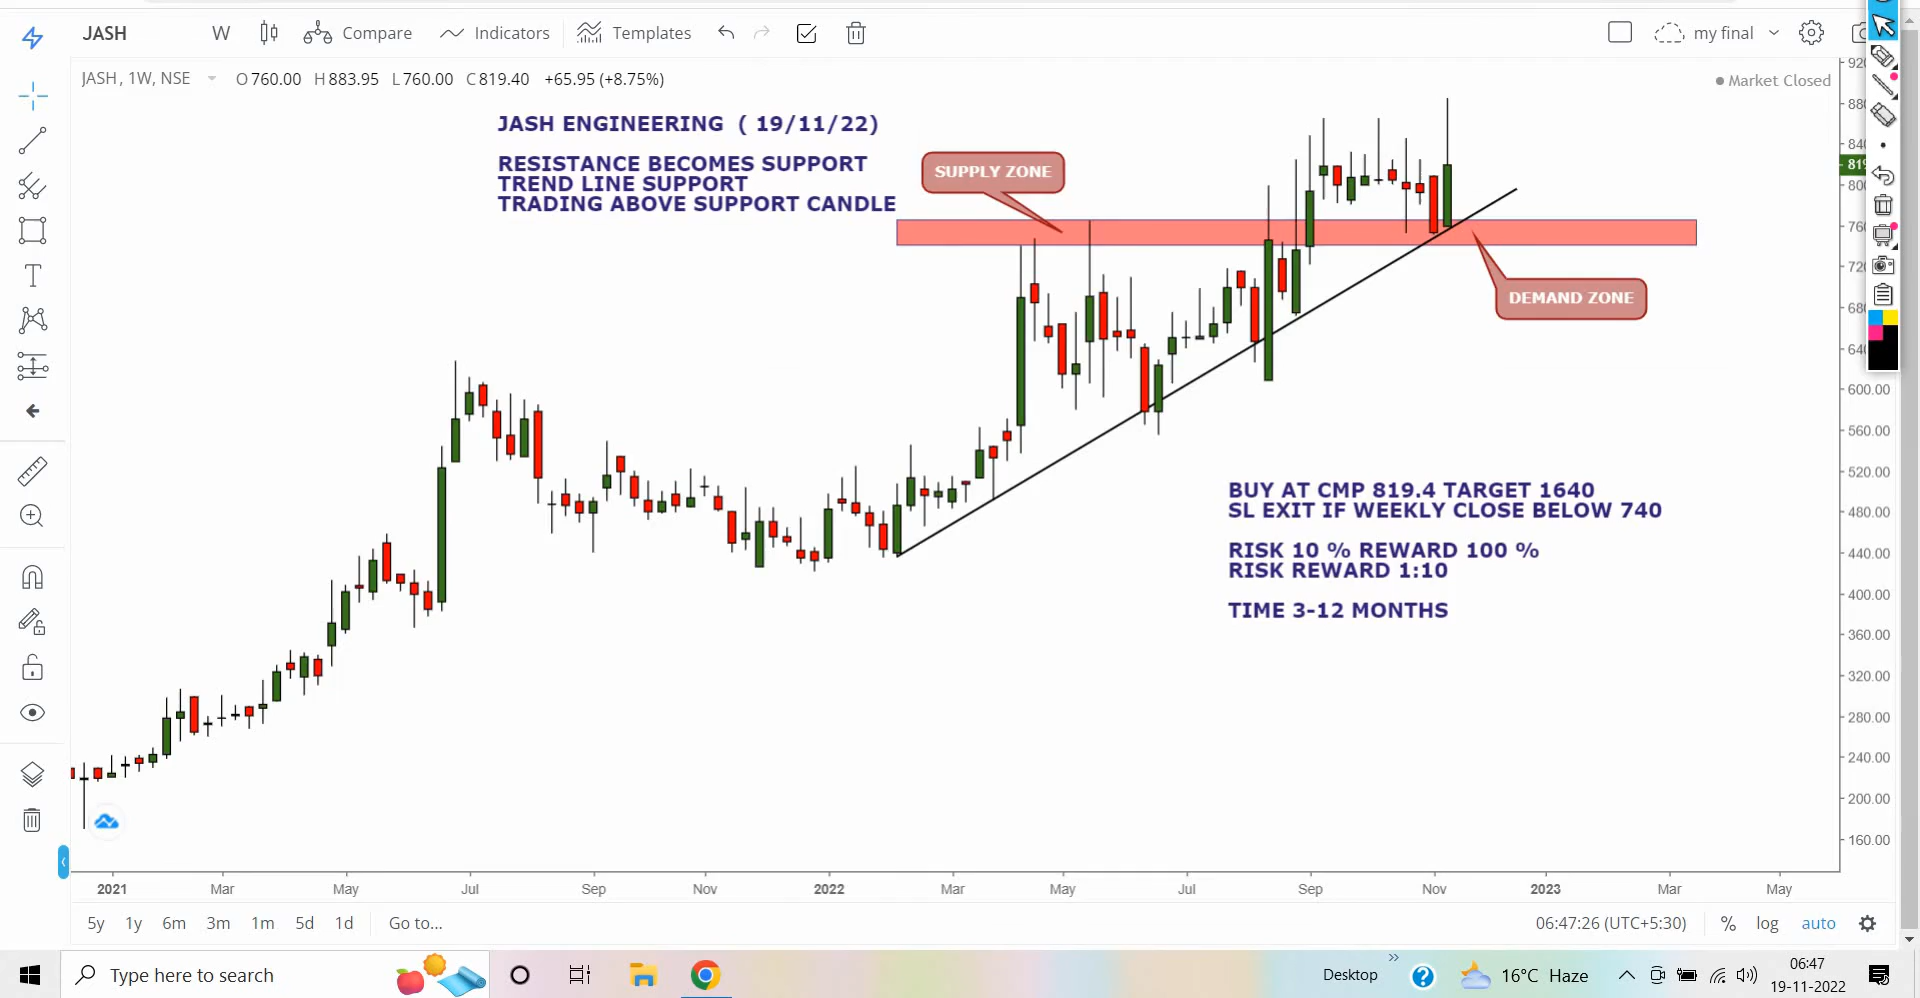 JASH
W
Compare
Indicators
Templates
my final
JASH, 1W, NSE
O760.00 H883.95 L760.00 C819.40 +65.95 (+8.75%)
Market Closed
JASH ENGINEERING ( 19/11/22)
RESISTANCE BECOMES SUPPORT
TREND LINE SUPPORT
TRADING ABOVE SUPPORT CANDLE
SUPPLY ZONE
DEMAND ZONE
BUY AT CMP 819.4 TARGET 1640
SL EXIT IF WEEKLY CLOSE BELOW 740
RISK 10 % REWARD 100 %
RISK REWARD 1:10
TIME 3-12 MONTHS
600.00
560.00
520.00
480.00
440.00
400.00
360.00
320.00
280.00
240.00
200.00
160.00
2021 Mar May Jul Sep Nov 2022 Mar May Jul Sep Nov 2023 Mar May
5y 1y 6m 3m 1m 5d 1d Go to...
06:47:26 (UTC+5:30) % log auto
Type here to search
Desktop
16°C Haze
06:47
19-11-2022